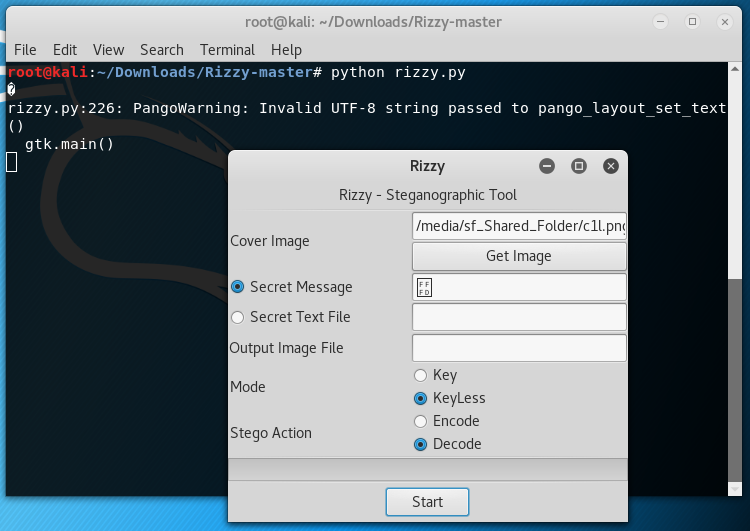 root@kali: ~/Downloads/Rizzy-master
File Edit View Search Terminal Help
root@kali:~/Downloads/Rizzy-master# python rizzy.py
�
rizzy.py:226: PangoWarning: Invalid UTF-8 string passed to pango_layout_set_text
()
  gtk.main()
Rizzy
Rizzy - Steganographic Tool
Cover Image
/media/sf_Shared_Folder/c1l.png
Get Image
Secret Message
FFFD
Secret Text File
Output Image File
Mode
Key
KeyLess
Stego Action
Encode
Decode
Start